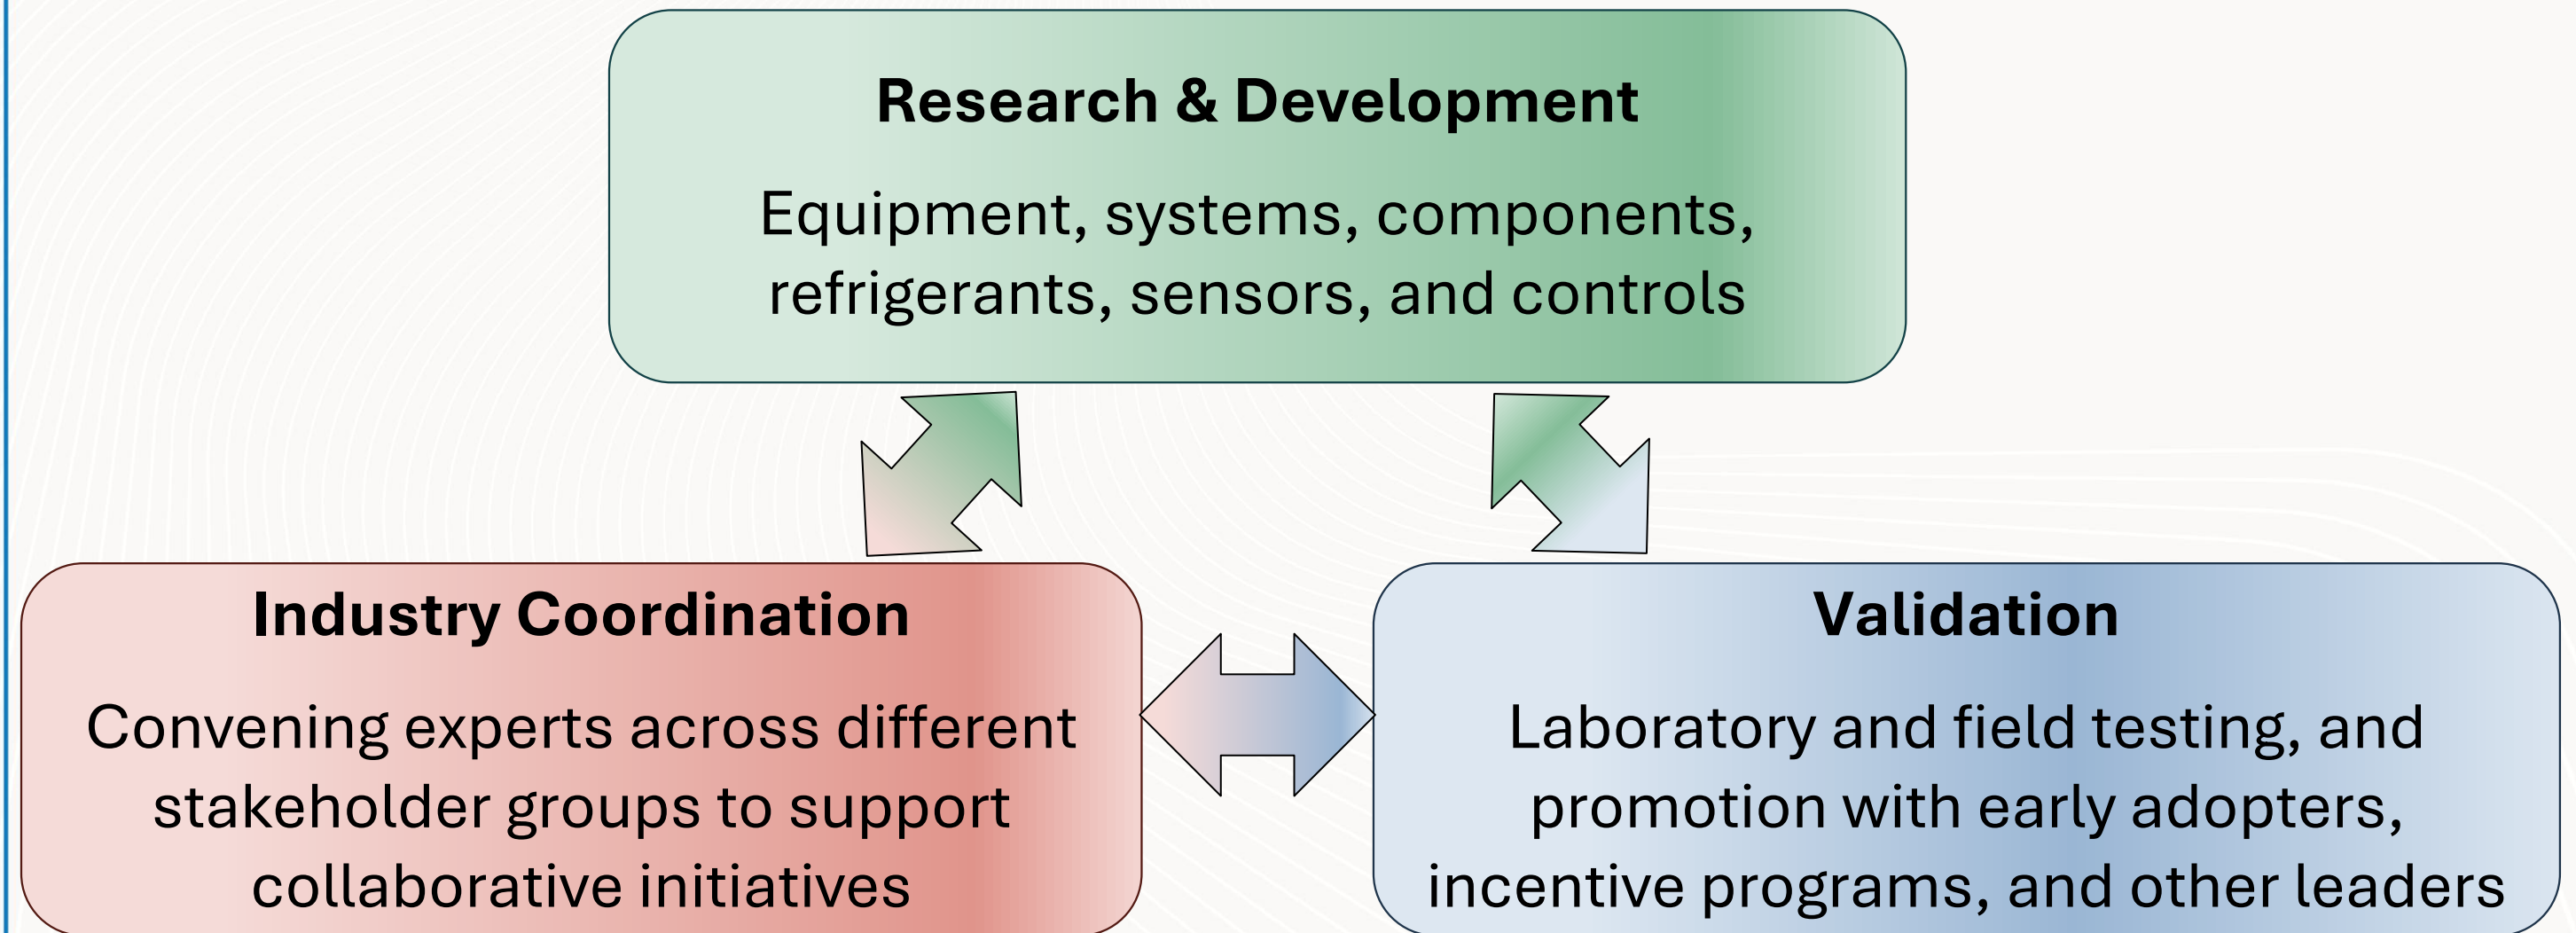 Research & Development
Equipment, systems, components,
refrigerants, sensors, and controls
Industry Coordination
Convening experts across different
stakeholder groups to support
collaborative initiatives
Validation
Laboratory and field testing, and
promotion with early adopters,
incentive programs, and other leaders